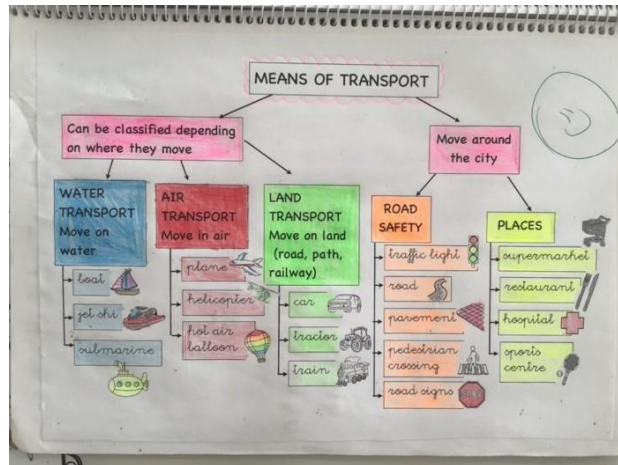 MEANS OF TRANSPORT
Can be classified depending
on where they move
Move around
the city
WATER
TRANSPORT
Move on
water
boat
jet ski
submarine
AIR
TRANSPORT
Move in air
plane
helicopter
hot air
balloon
LAND
TRANSPORT
Move on land
(road, path,
railway)
car
tractor
train
ROAD
SAFETY
traffic light
road
pavement
pedestrian
crossing
road signs
STOP
PLACES
supermarket
restaurant
hospital
sports
centre